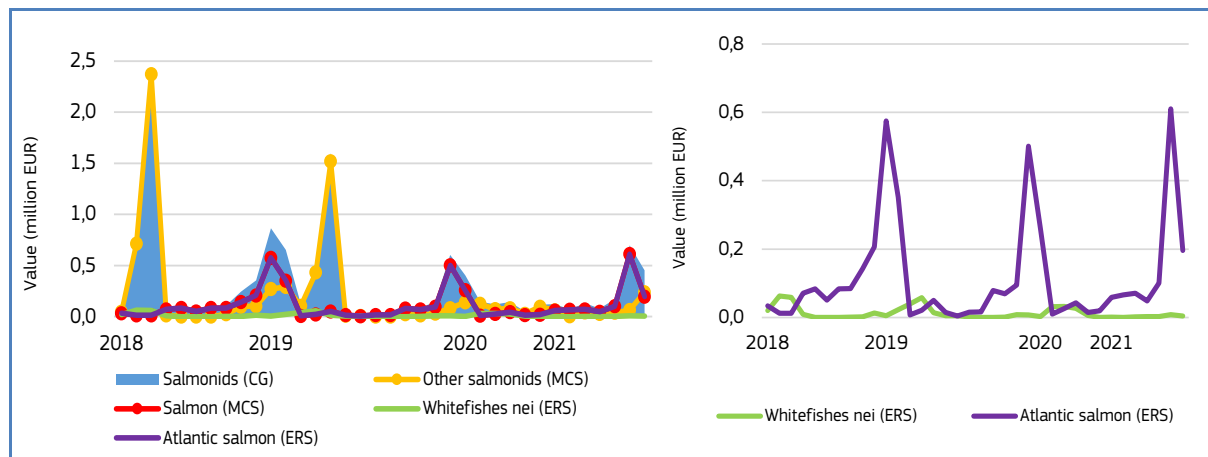 Value (million EUR)
2,5
2,0
1,5
1,0
0,5
0,0
2018
2019
2020
2021
Salmonids (CG)
Other salmonids (MCS)
Salmon (MCS)
Whitefishes nei (ERS)
Atlantic salmon (ERS)
Value (million EUR)
0,8
0,6
0,4
0,2
0,0
2018
2019
2020
2021
Whitefishes nei (ERS)
Atlantic salmon (ERS)